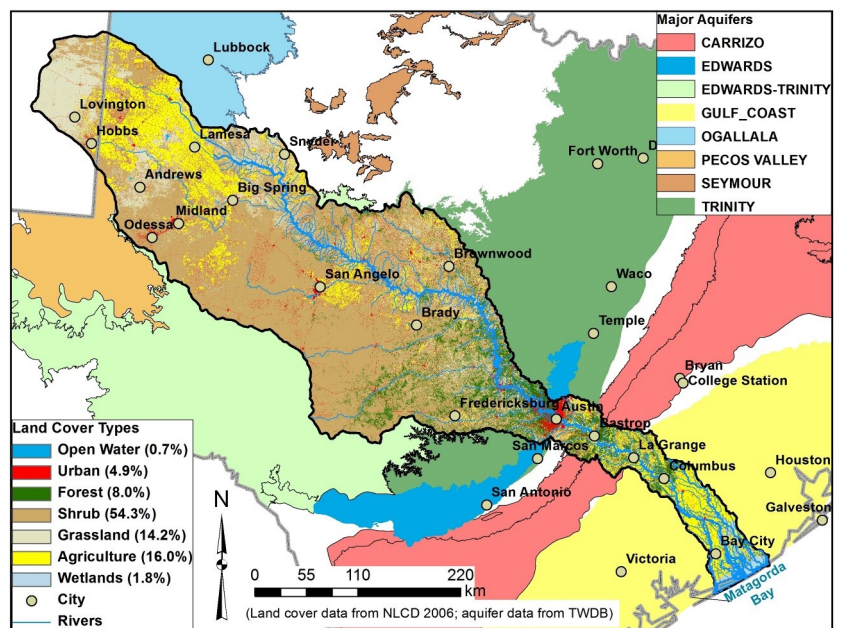 Major Aquifers
CARRIZO
EDWARDS
EDWARDS-TRINITY
GULF_COAST
OGALLALA
PECOS VALLEY
SEYMOUR
TRINITY
Lubbock
Lovington
Hobbs
Lamesa
Snyder
Fort Worth
D
Andrews
Big Spring
Midland
Odessa
Brownwood
San Angelo
Waco
Brady
Temple
Bryan
College Station
Fredericksburg
Austin
Bastrop
San Marcos
La Grange
Columbus
Houston
San Antonio
Galveston
Bay City
Victoria
Matagorda
Bay
Land Cover Types
Open Water (0.7%)
Urban (4.9%)
Forest (8.0%)
Shrub (54.3%)
Grassland (14.2%)
Agriculture (16.0%)
Wetlands (1.8%)
City
Rivers
N
0 55 110 220
km
(Land cover data from NLCD 2006; aquifer data from TWDB)